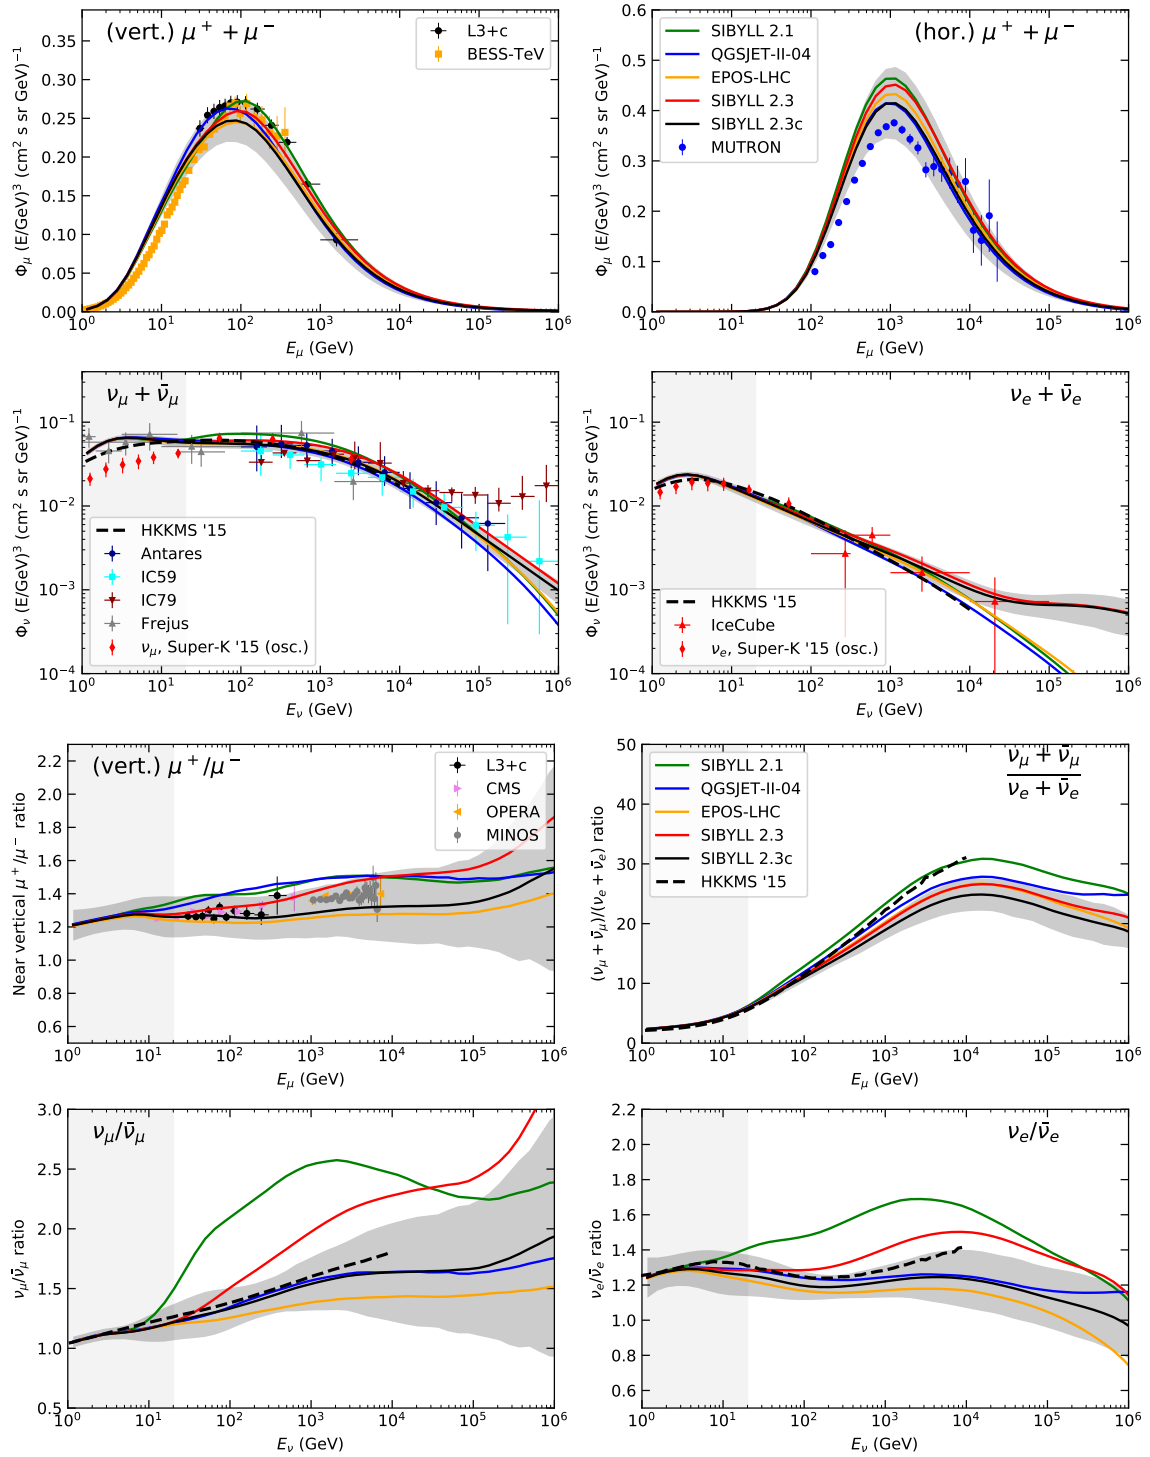 (vert.) μ⁺ + μ⁻
L3+c
BESS-TeV
Φμ (E/GeV)³ (cm² s sr GeV)⁻¹
0.35
0.30
0.25
0.20
0.15
0.10
0.05
0.00
10⁰ 10¹ 10² 10³ 10⁴ 10⁵ 10⁶
Eμ (GeV)
(hor.) μ⁺ + μ⁻
SIBYLL 2.1
QGSJET-II-04
EPOS-LHC
SIBYLL 2.3
SIBYLL 2.3c
MUTRON
Φμ (E/GeV)³ (cm² s sr GeV)⁻¹
0.6
0.5
0.4
0.3
0.2
0.1
0.0
10⁰ 10¹ 10² 10³ 10⁴ 10⁵ 10⁶
Eμ (GeV)
νμ + ν̄μ
HKKMS '15
Antares
IC59
IC79
Frejus
νμ, Super-K '15 (osc.)
Φν (E/GeV)³ (cm² s sr GeV)⁻¹
10⁻¹
10⁻²
10⁻³
10⁻⁴
10⁰ 10¹ 10² 10³ 10⁴ 10⁵ 10⁶
Eν (GeV)
νe + ν̄e
HKKMS '15
IceCube
νe, Super-K '15 (osc.)
Φν (E/GeV)³ (cm² s sr GeV)⁻¹
10⁻¹
10⁻²
10⁻³
10⁻⁴
10⁰ 10¹ 10² 10³ 10⁴ 10⁵ 10⁶
Eν (GeV)
(vert.) μ⁺/μ⁻
L3+c
CMS
OPERA
MINOS
Near vertical μ⁺/μ⁻ ratio
2.2
2.0
1.8
1.6
1.4
1.2
1.0
0.8
0.6
10⁰ 10¹ 10² 10³ 10⁴ 10⁵ 10⁶
Eμ (GeV)
νμ + ν̄μ
νe + ν̄e
SIBYLL 2.1
QGSJET-II-04
EPOS-LHC
SIBYLL 2.3
SIBYLL 2.3c
HKKMS '15
(νμ + ν̄μ)/(νe + ν̄e) ratio
50
40
30
20
10
0
10⁰ 10¹ 10² 10³ 10⁴ 10⁵ 10⁶
Eμ (GeV)
νμ/ν̄μ
νμ/ν̄μ ratio
3.0
2.5
2.0
1.5
1.0
0.5
10⁰ 10¹ 10² 10³ 10⁴ 10⁵ 10⁶
Eν (GeV)
νe/ν̄e
νe/ν̄e ratio
2.2
2.0
1.8
1.6
1.4
1.2
1.0
0.8
0.6
10⁰ 10¹ 10² 10³ 10⁴ 10⁵ 10⁶
Eν (GeV)